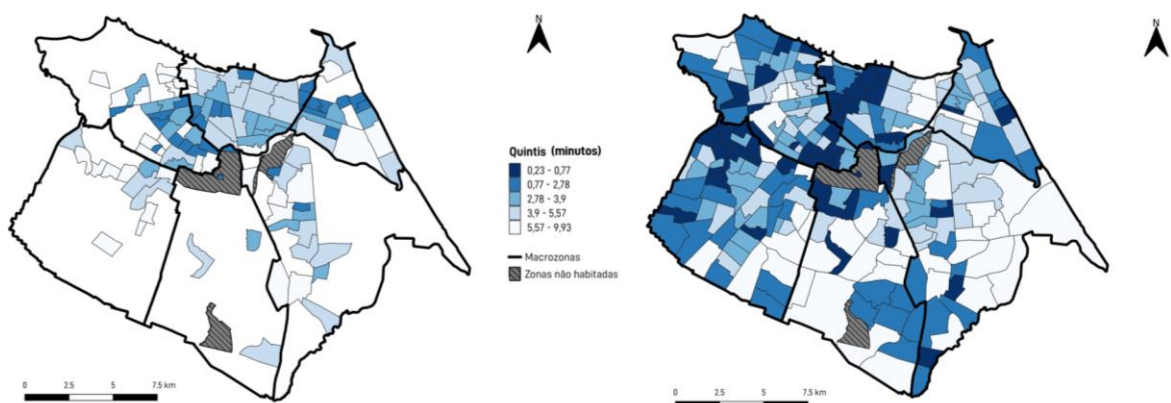 N
N
Quintis (minutos)
0,23 - 0,77
0,77 - 2,78
2,78 - 3,9
3,9 - 5,57
5,57 - 9,93
Macrozonas
Zonas não habitadas
0 2.5 5 7.5 km
0 2.5 5 7.5 km